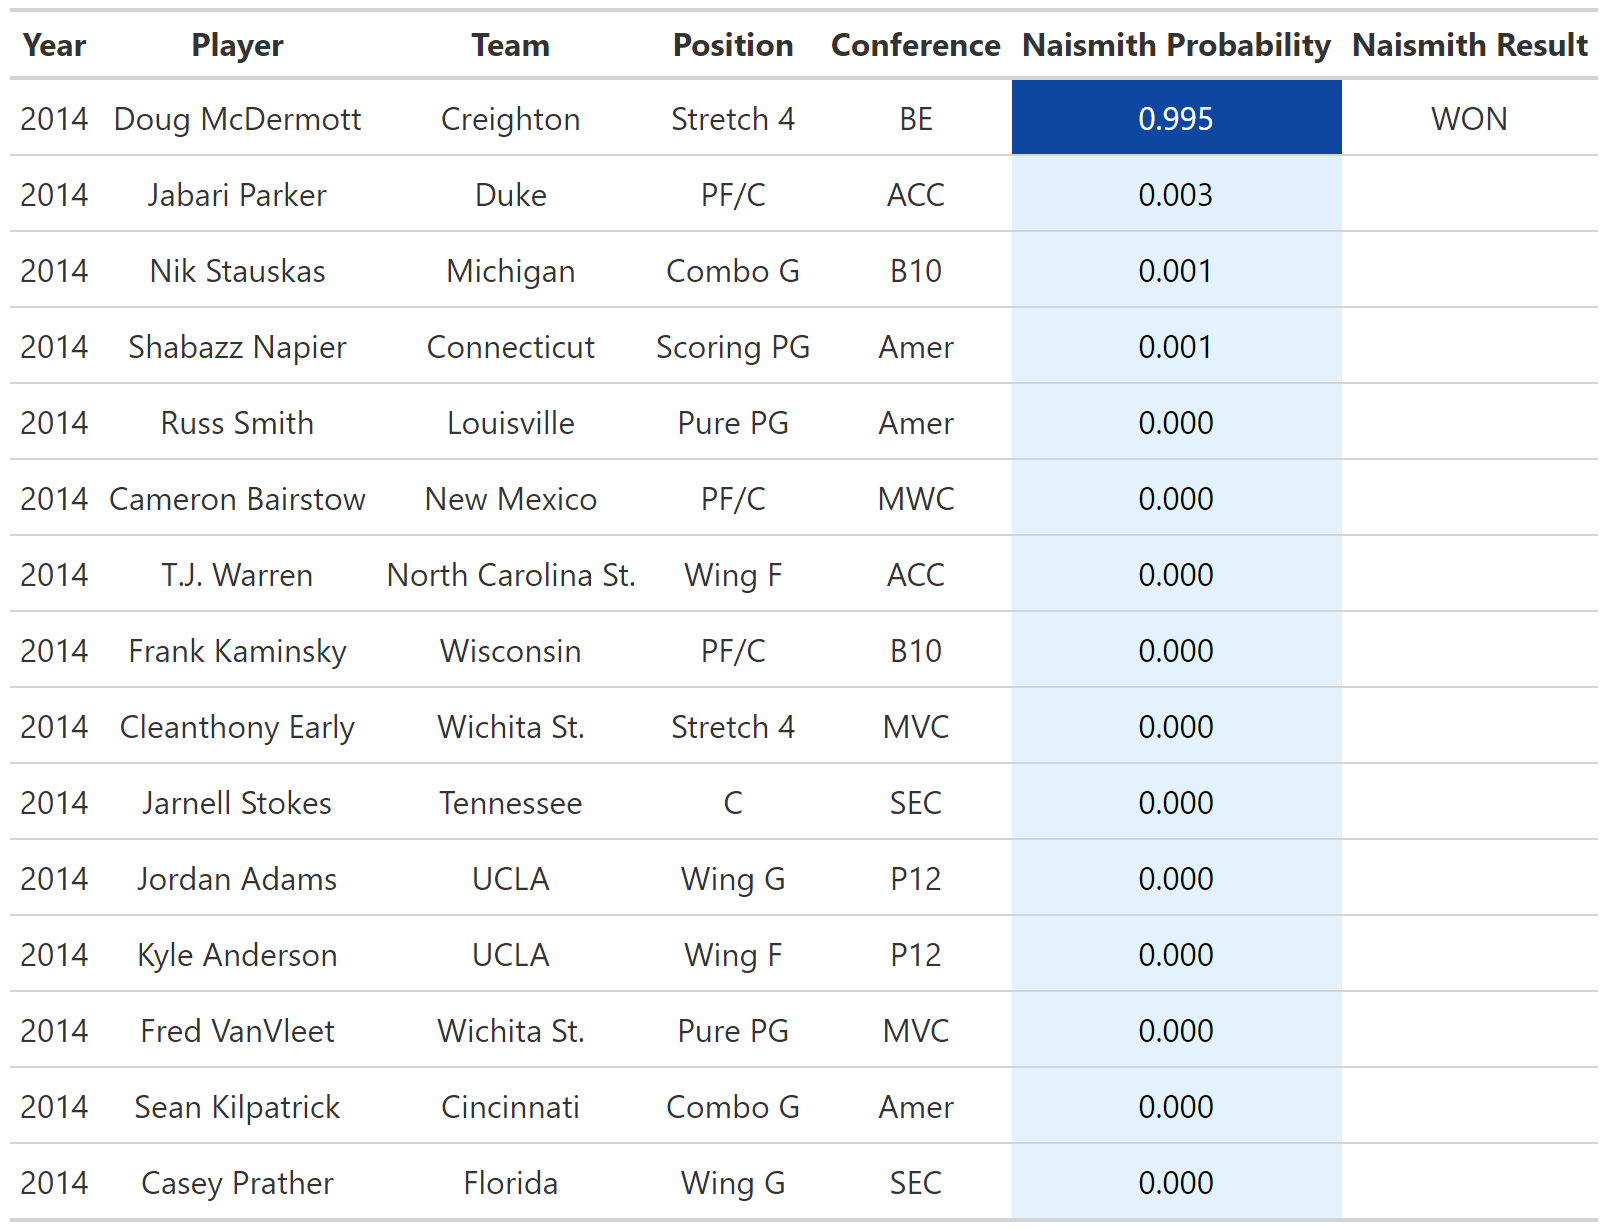 Year Player Team Position Conference Naismith Probability Naismith Result
2014 Doug McDermott Creighton Stretch 4 BE 0.995 WON
2014 Jabari Parker Duke PF/C ACC 0.003
2014 Nik Stauskas Michigan Combo G B10 0.001
2014 Shabazz Napier Connecticut Scoring PG Amer 0.001
2014 Russ Smith Louisville Pure PG Amer 0.000
2014 Cameron Bairstow New Mexico PF/C MWC 0.000
2014 T.J. Warren North Carolina St. Wing F ACC 0.000
2014 Frank Kaminsky Wisconsin PF/C B10 0.000
2014 Cleanthony Early Wichita St. Stretch 4 MVC 0.000
2014 Jarnell Stokes Tennessee C SEC 0.000
2014 Jordan Adams UCLA Wing G P12 0.000
2014 Kyle Anderson UCLA Wing F P12 0.000
2014 Fred VanVleet Wichita St. Pure PG MVC 0.000
2014 Sean Kilpatrick Cincinnati Combo G Amer 0.000
2014 Casey Prather Florida Wing G SEC 0.000